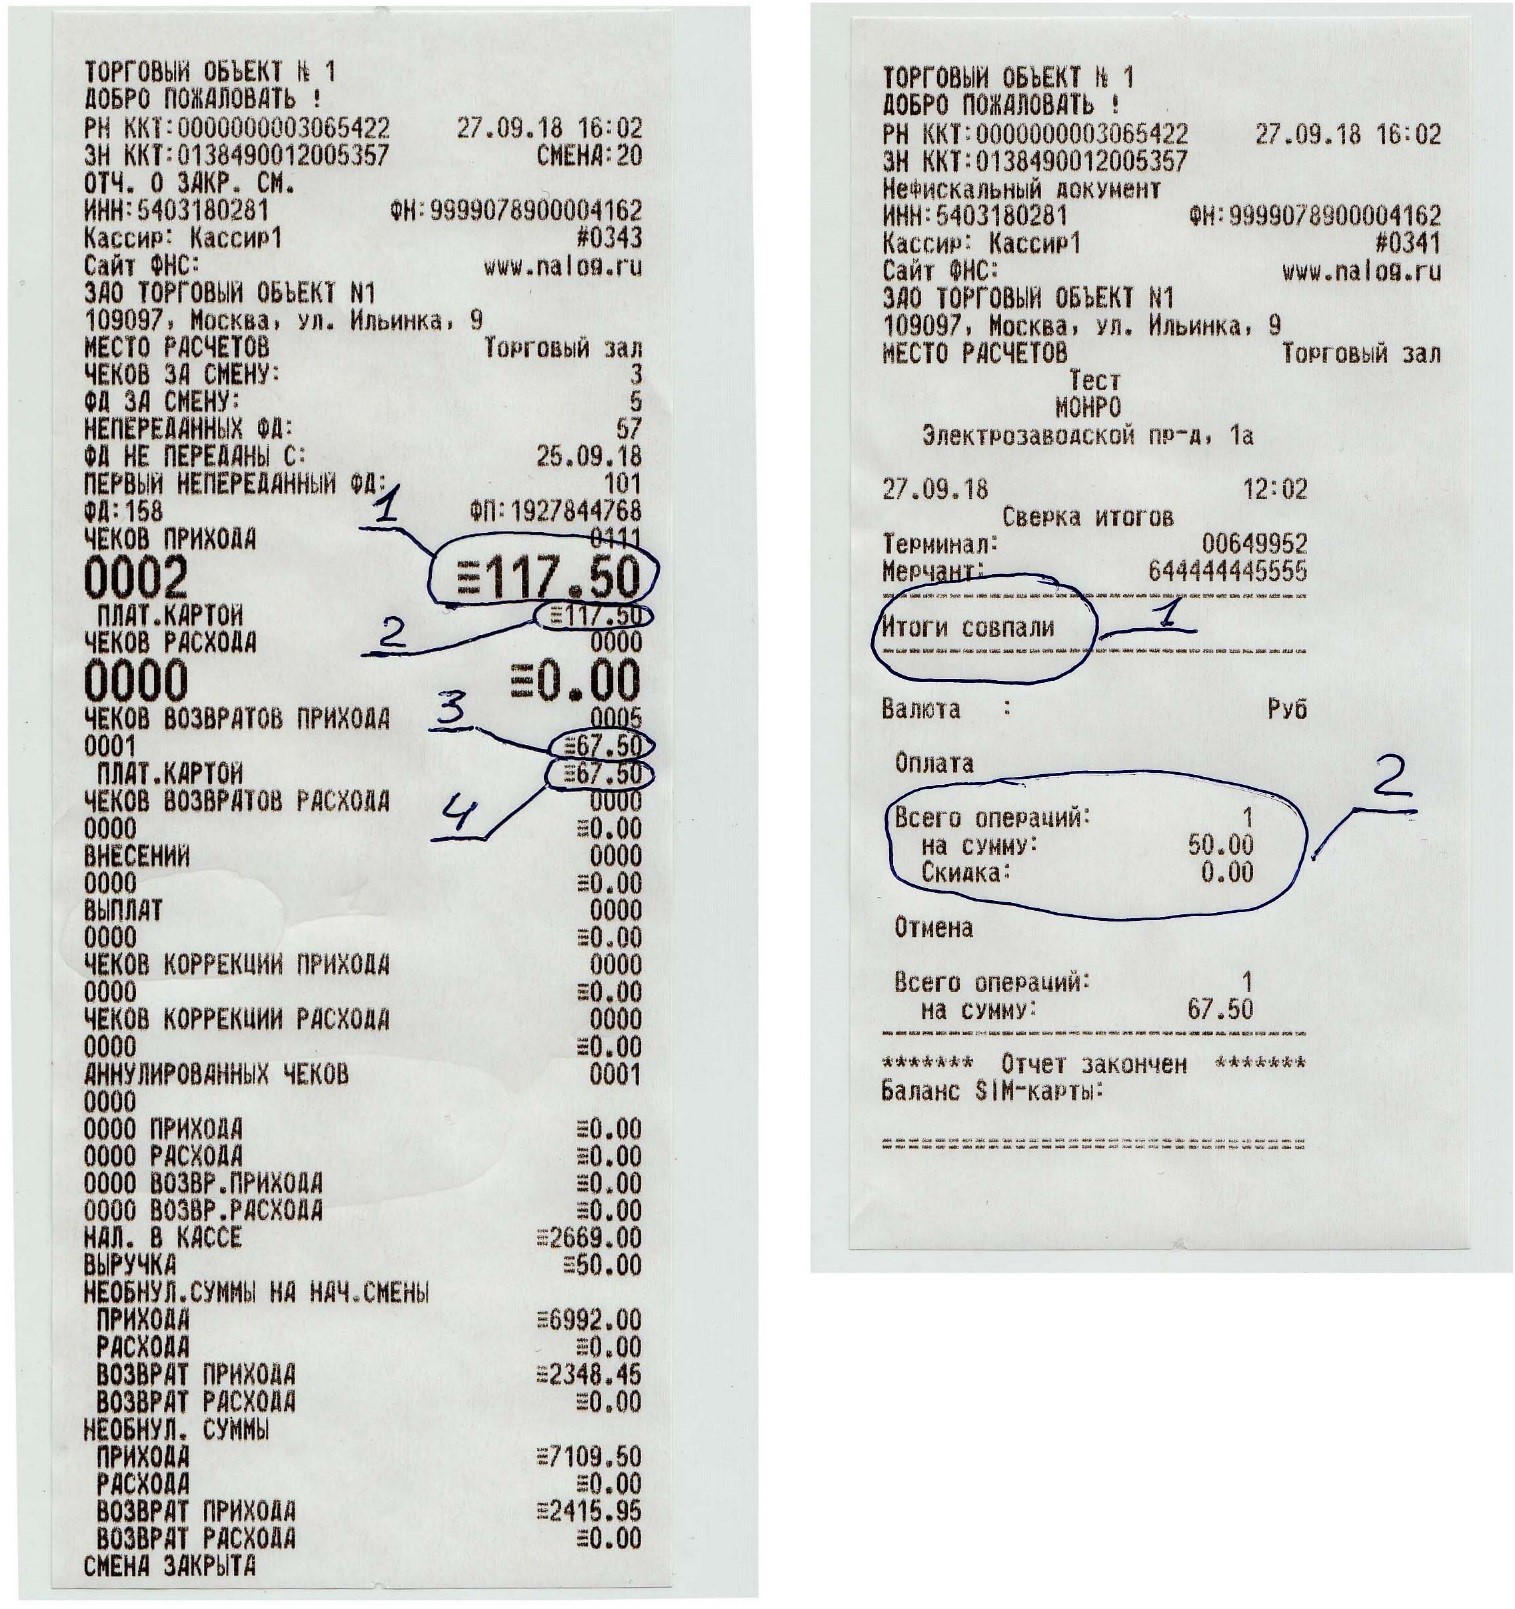 ТОРГОВЫЙ ОБЪЕКТ № 1
ДОБРО ПОЖАЛОВАТЬ !
РН ККТ:0000000003065422 27.09.18 16:02
ЗН ККТ:0138490012005357 СМЕНА:20
ОТЧ. О ЗАКР. СМ.
ИНН:5403180281 ФН:9999078900004162
Кассир: Кассир1 #0343
Сайт ФНС: www.nalog.ru
ЗАО ТОРГОВЫЙ ОБЪЕКТ N1
109097, Москва, ул. Ильинка, 9
МЕСТО РАСЧЕТОВ Торговый зал
ЧЕКОВ ЗА СМЕНУ: 3
ФД ЗА СМЕНУ: 5
НЕПЕРЕДАННЫХ ФД: 57
ФД НЕ ПЕРЕДАНЫ С: 25.09.18
ПЕРВЫЙ НЕПЕРЕДАННЫЙ ФД: 101
1
ФД:158 ФП:1927844768
ЧЕКОВ ПРИХОДА 0111
0002 ≡117.50
ПЛАТ.КАРТОЙ ≡117.50
2
ЧЕКОВ РАСХОДА 0000
0000 ≡0.00
3
ЧЕКОВ ВОЗВРАТОВ ПРИХОДА 0005
0001 ≡67.50
ПЛАТ.КАРТОЙ ≡67.50
4
ЧЕКОВ ВОЗВРАТОВ РАСХОДА 0000
0000 ≡0.00
ВНЕСЕНИЙ 0000
0000 ≡0.00
ВЫПЛАТ 0000
0000 ≡0.00
ЧЕКОВ КОРРЕКЦИИ ПРИХОДА 0000
0000 ≡0.00
ЧЕКОВ КОРРЕКЦИИ РАСХОДА 0000
0000 ≡0.00
АННУЛИРОВАННЫХ ЧЕКОВ 0001
0000
0000 ПРИХОДА ≡0.00
0000 РАСХОДА ≡0.00
0000 ВОЗВР.ПРИХОДА ≡0.00
0000 ВОЗВР.РАСХОДА ≡0.00
НАЛ. В КАССЕ ≡2669.00
ВЫРУЧКА ≡50.00
НЕОБНУЛ.СУММЫ НА НАЧ.СМЕНЫ
ПРИХОДА ≡6992.00
РАСХОДА ≡0.00
ВОЗВРАТ ПРИХОДА ≡2348.45
ВОЗВРАТ РАСХОДА ≡0.00
НЕОБНУЛ. СУММЫ
ПРИХОДА ≡7109.50
РАСХОДА ≡0.00
ВОЗВРАТ ПРИХОДА ≡2415.95
ВОЗВРАТ РАСХОДА ≡0.00
СМЕНА ЗАКРЫТА
ТОРГОВЫЙ ОБЪЕКТ № 1
ДОБРО ПОЖАЛОВАТЬ !
РН ККТ:0000000003065422 27.09.18 16:02
ЗН ККТ:0138490012005357
Нефискальный документ
ИНН:5403180281 ФН:9999078900004162
Кассир: Кассир1 #0341
Сайт ФНС: www.nalog.ru
ЗАО ТОРГОВЫЙ ОБЪЕКТ N1
109097, Москва, ул. Ильинка, 9
МЕСТО РАСЧЕТОВ Торговый зал
Тест
МОНРО
Электрозаводской пр-д, 1а
27.09.18 12:02
Сверка итогов
Терминал: 00649952
Мерчант: 644444445555
Итоги совпали 1
Валюта : Руб
Оплата
2
Всего операций: 1
на сумму: 50.00
Скидка: 0.00
Отмена
Всего операций: 1
на сумму: 67.50
******* Отчет закончен *******
Баланс SIM-карты: